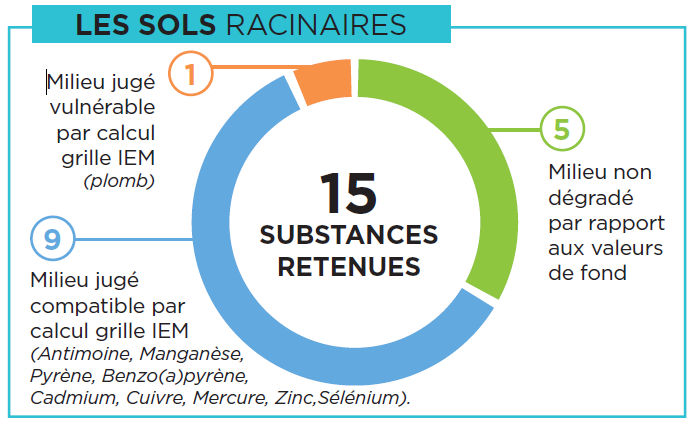 LES SOLS RACINAIRES
1
Milieu jugé
vulnérable
par calcul
grille IEM
(plomb)
5
Milieu non
dégradé
par rapport
aux valeurs
de fond
15
SUBSTANCES
RETENUES
9
Milieu jugé
compatible par
calcul grille IEM
(Antimoine, Manganèse,
Pyrène, Benzo(a)pyrène,
Cadmium, Cuivre, Mercure, Zinc,Sélénium).